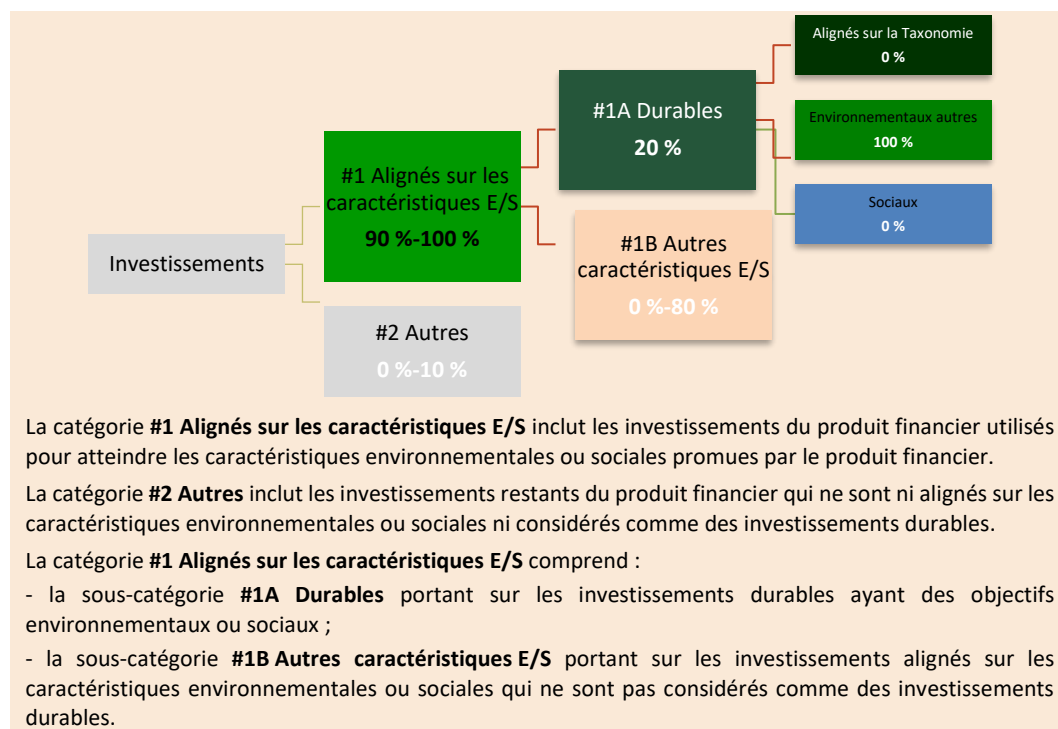 Investissements
#1 Alignés sur les
caractéristiques E/S
90 %-100 %
#2 Autres
0 %-10 %
#1A Durables
20 %
#1B Autres
caractéristiques E/S
0 %-80 %
Alignés sur la Taxonomie
0 %
Environnementaux autres
100 %
Sociaux
0 %
La catégorie #1 Alignés sur les caractéristiques E/S inclut les investissements du produit financier utilisés
pour atteindre les caractéristiques environnementales ou sociales promues par le produit financier.
La catégorie #2 Autres inclut les investissements restants du produit financier qui ne sont ni alignés sur les
caractéristiques environnementales ou sociales ni considérés comme des investissements durables.
La catégorie #1 Alignés sur les caractéristiques E/S comprend :
- la sous-catégorie #1A Durables portant sur les investissements durables ayant des objectifs
environnementaux ou sociaux ;
- la sous-catégorie #1B Autres caractéristiques E/S portant sur les investissements alignés sur les
caractéristiques environnementales ou sociales qui ne sont pas considérés comme des investissements
durables.